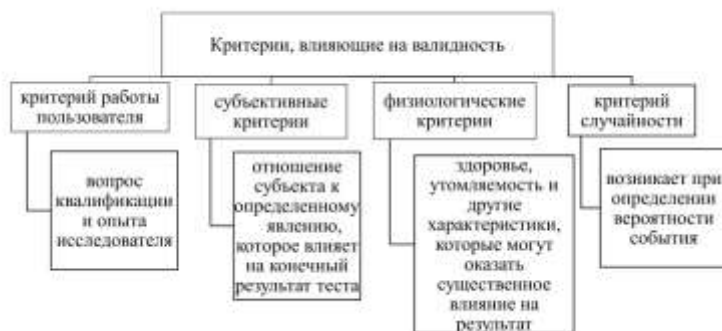 Критерии, влияющие на валидность
критерий работы
пользователя
субъективные
критерии
физиологические
критерии
критерий
случайности
вопрос
квалификации
и опыта
исследователя
отношение
субъекта к
определенному
явлению,
которое влияет
на конечный
результат теста
здоровье,
утомляемость и
другие
характеристики,
которые могут
оказать
существенное
влияние на
результат
возникает при
определении
вероятности
события